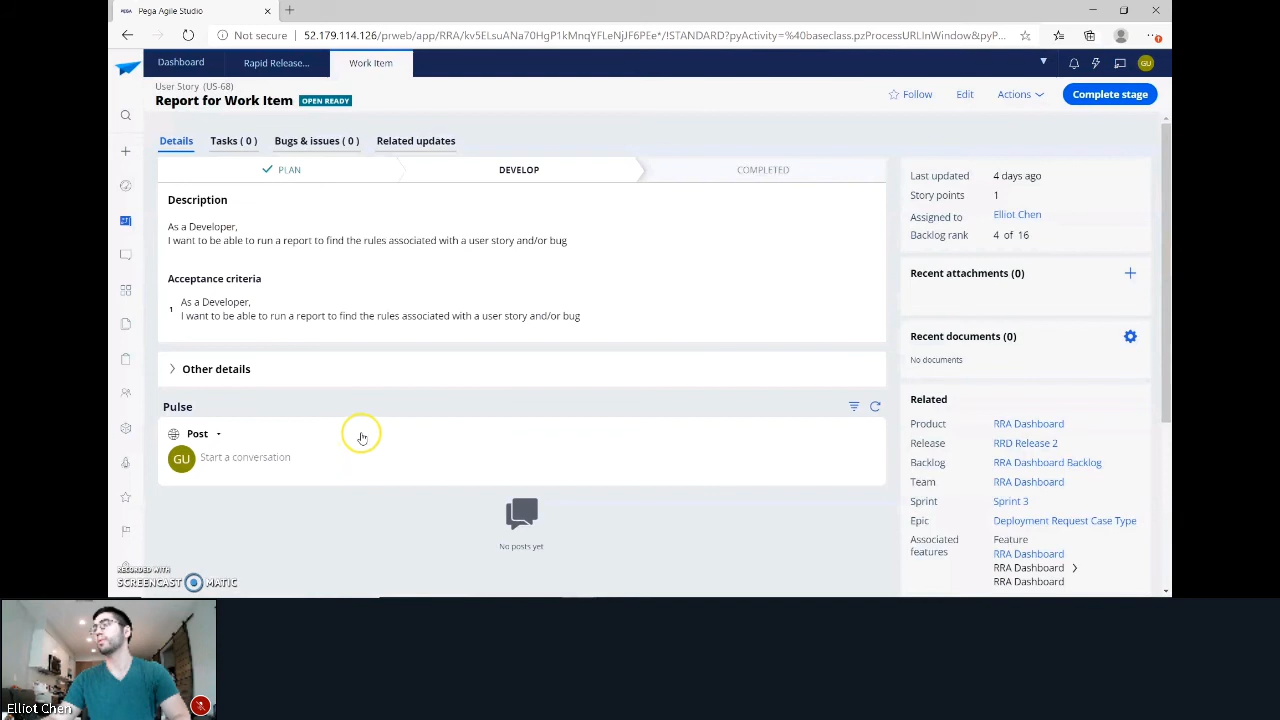 PEGA Pega Agile Studio
Not secure 52.179.114.126/prweb/app/RRA/kv5ELsuANa70HgP1kMnqYFLeNjJF6PEe*/!STANDARD?pyActivity=%40baseclass.pzProcessURLInWindow&pyP...
Dashboard Rapid Release... Work Item GU
User Story (US-68)
Report for Work Item OPEN READY Follow Edit Actions Complete stage
Details Tasks ( 0 ) Bugs & issues ( 0 ) Related updates
PLAN DEVELOP COMPLETED
Description
As a Developer,
I want to be able to run a report to find the rules associated with a user story and/or bug
Acceptance criteria
1 As a Developer,
I want to be able to run a report to find the rules associated with a user story and/or bug
Other details
Pulse
Post
GU Start a conversation
No posts yet
Last updated 4 days ago
Story points 1
Assigned to Elliot Chen
Backlog rank 4 of 16
Recent attachments (0)
Recent documents (0)
No documents
Related
Product RRA Dashboard
Release RRD Release 2
Backlog RRA Dashboard Backlog
Team RRA Dashboard
Sprint Sprint 3
Epic Deployment Request Case Type
Associated features Feature
RRA Dashboard
RRA Dashboard
RRA Dashboard
RECORDED WITH
SCREENCAST MATIC
Elliot Chen